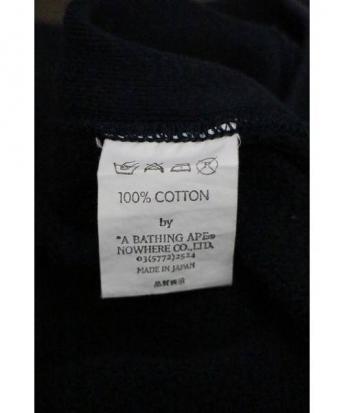 100% COTTON
by
"A BATHING APE®
NOWHERE CO.,LTD.
03(5772)2524
MADE IN JAPAN